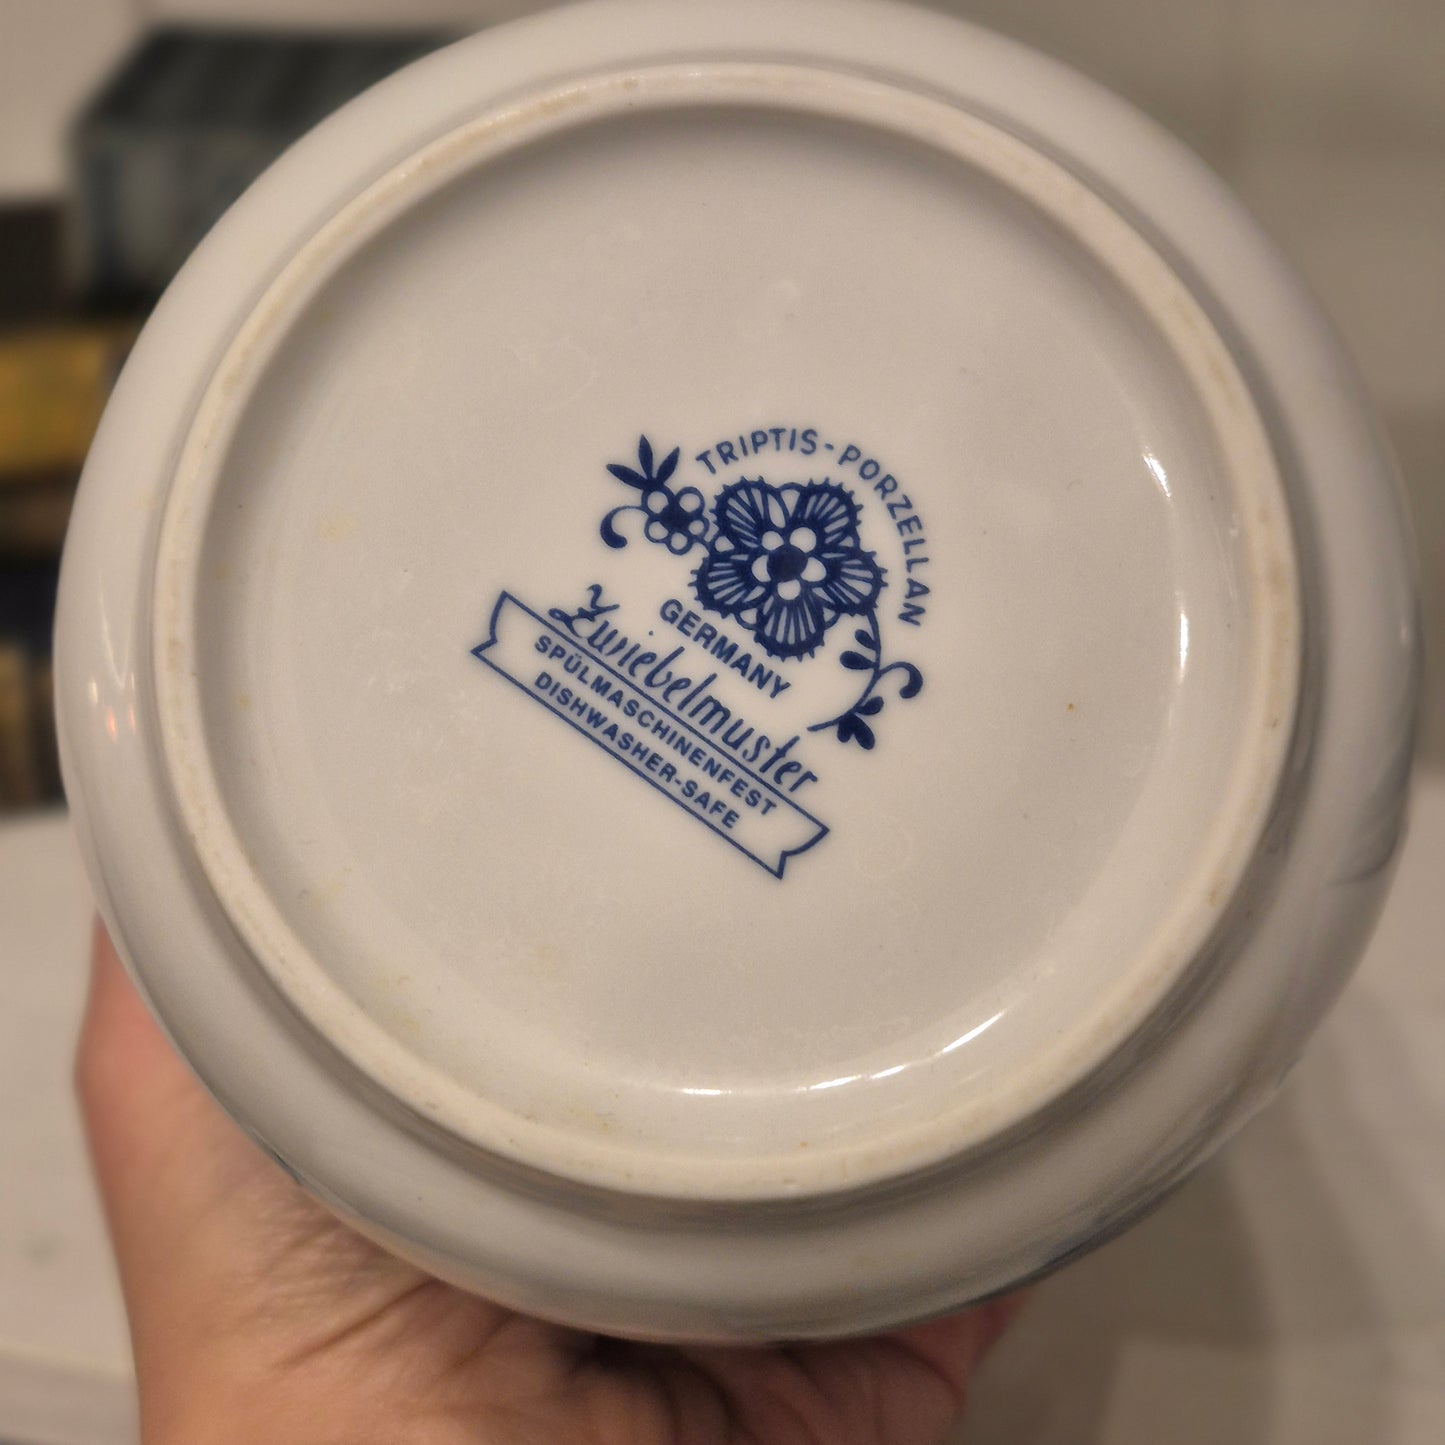 TRIPTIS-PORZELLAN
GERMANY
Zwiebelmuster
SPÜLMASCHINENFEST
DISHWASHER-SAFE